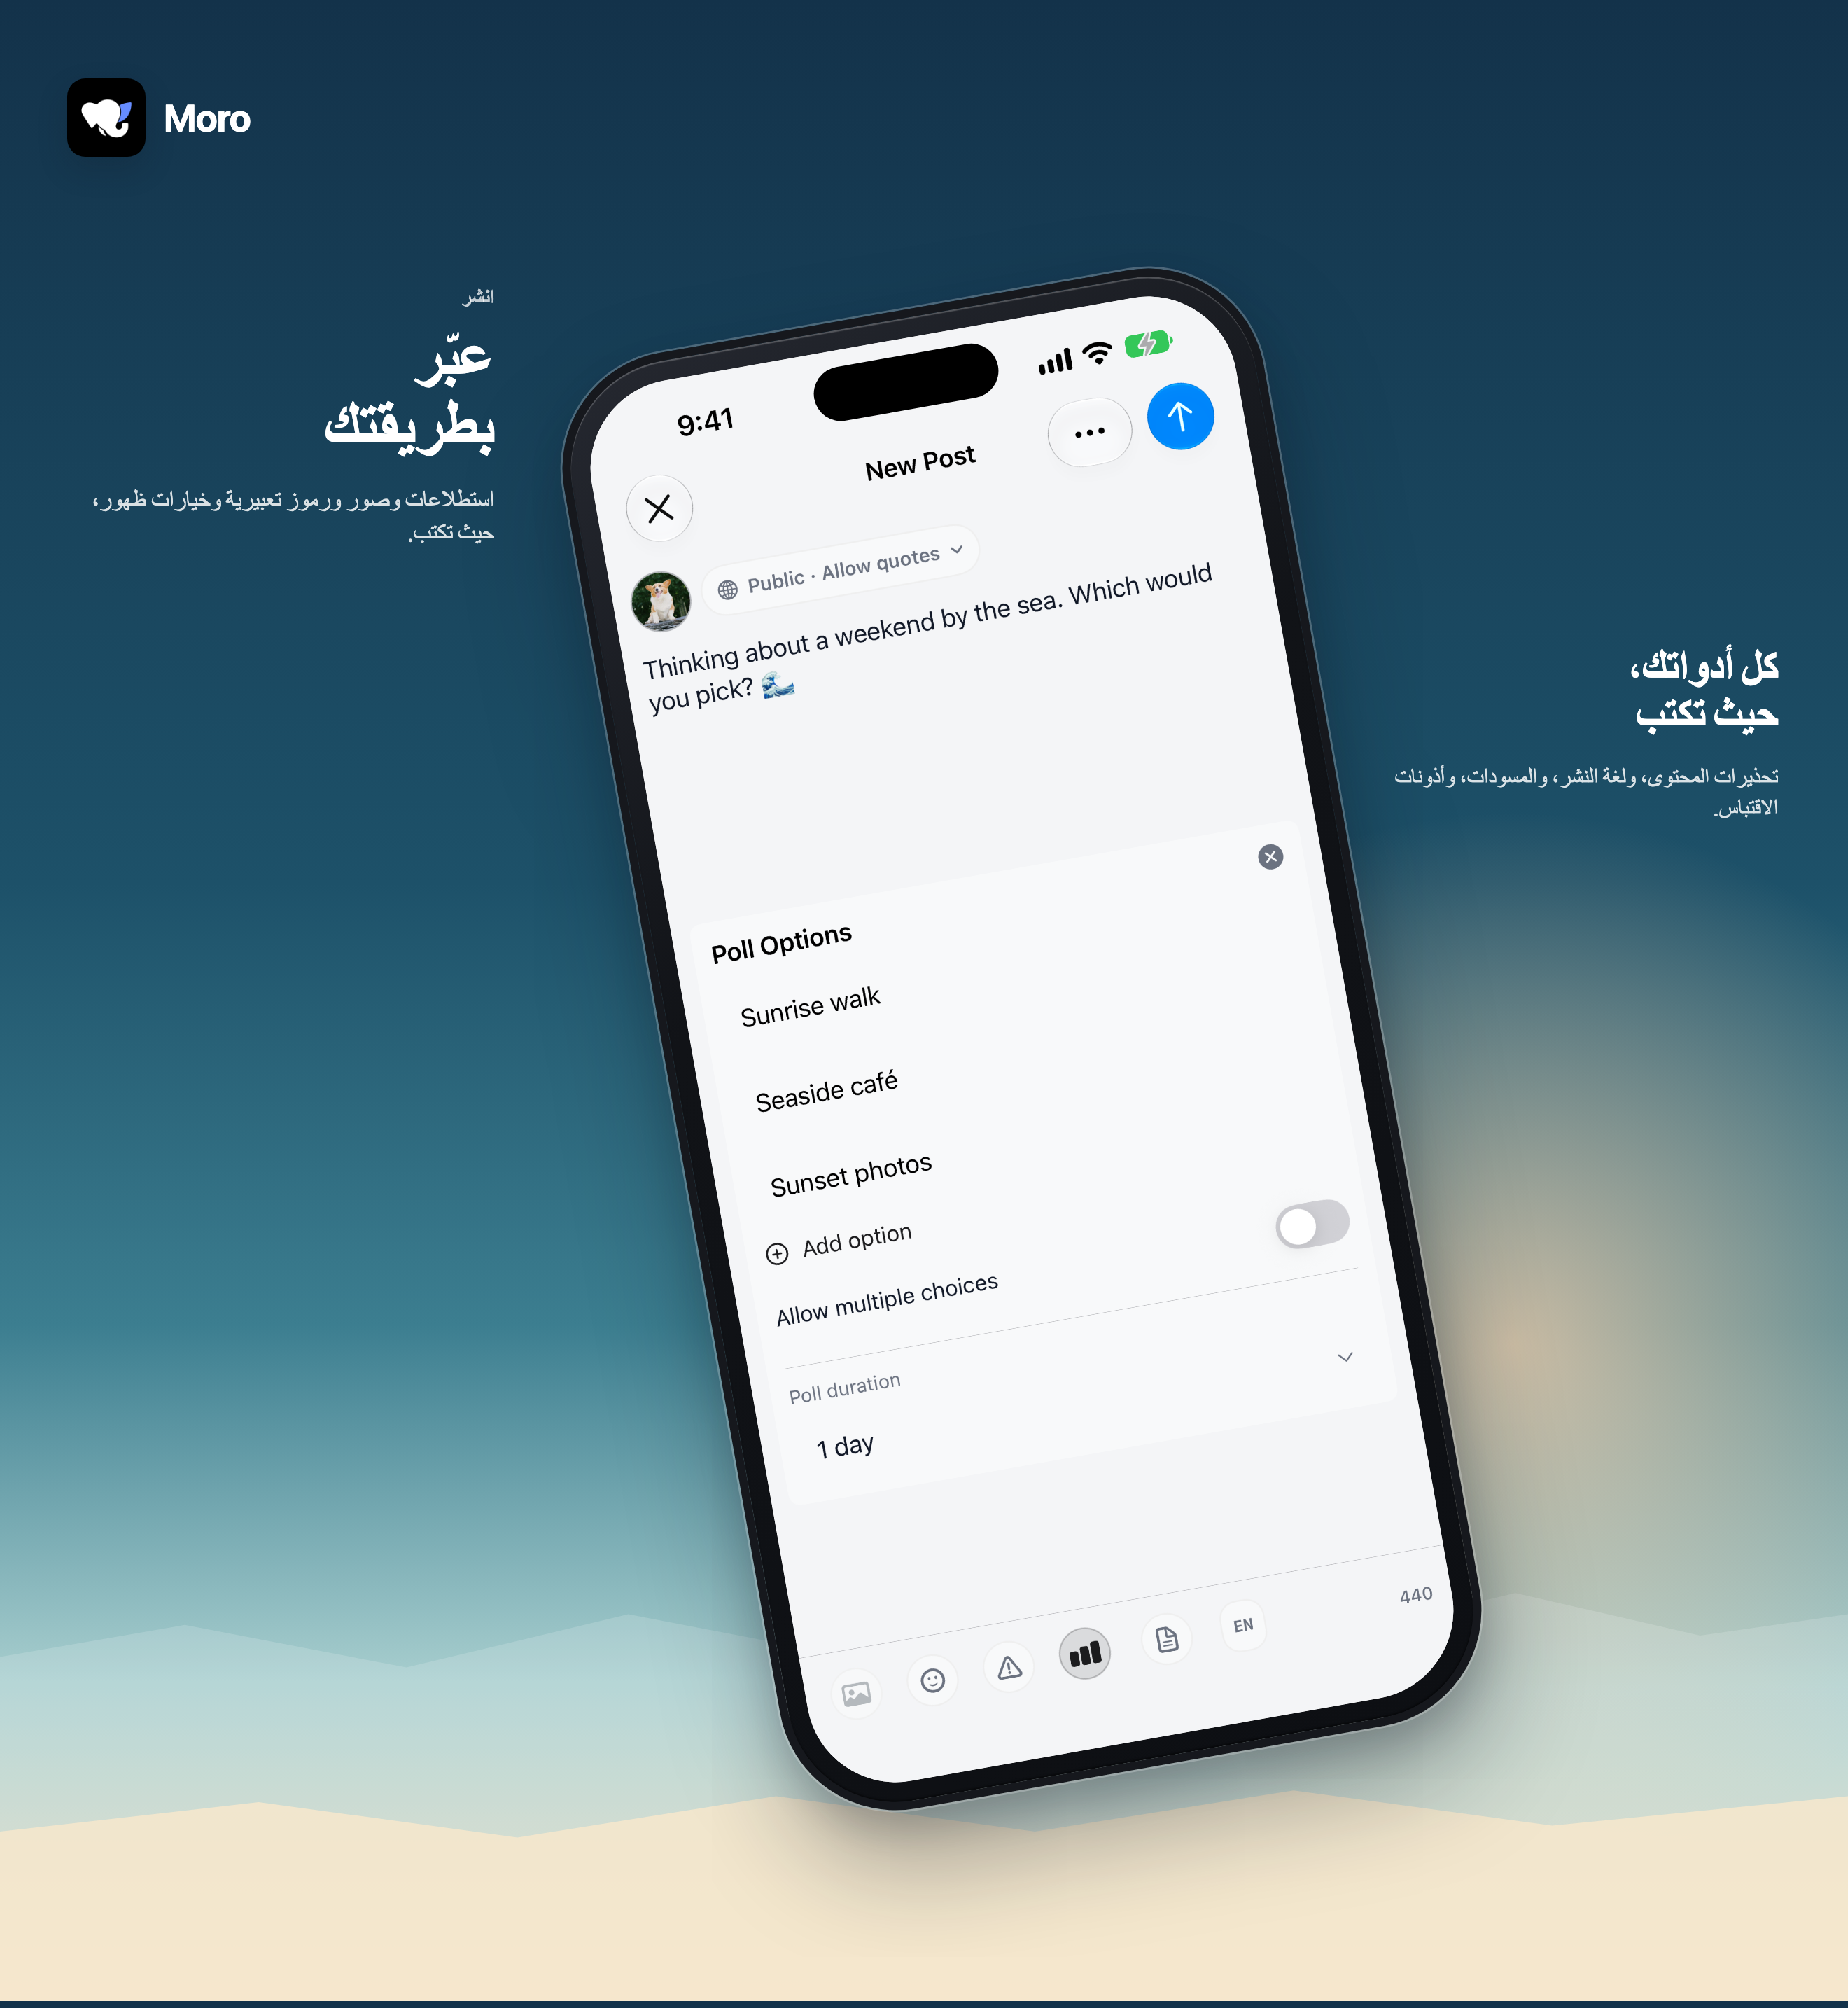 Moro
انشر
عبّر
بطريقتك
استطلاعات وصور ورموز تعبيرية وخيارات ظهور،
حيث تكتب.
9:41
New Post
Public · Allow quotes
Thinking about a weekend by the sea. Which would
you pick? 🌊
كل أدواتك،
حيث تكتب
تحذيرات المحتوى، ولغة النشر، والمسودات، وأذونات
الاقتباس.
Poll Options
Sunrise walk
Seaside café
Sunset photos
Add option
Allow multiple choices
Poll duration
1 day
EN
440